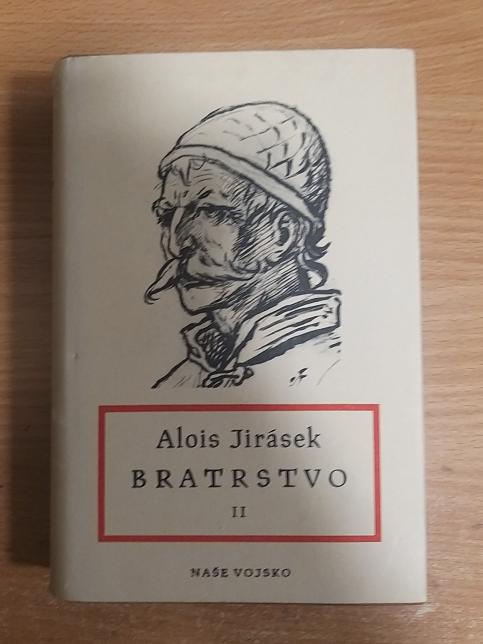 Alois Jirásek
BRATRSTVO
II
NAŠE VOJSKO